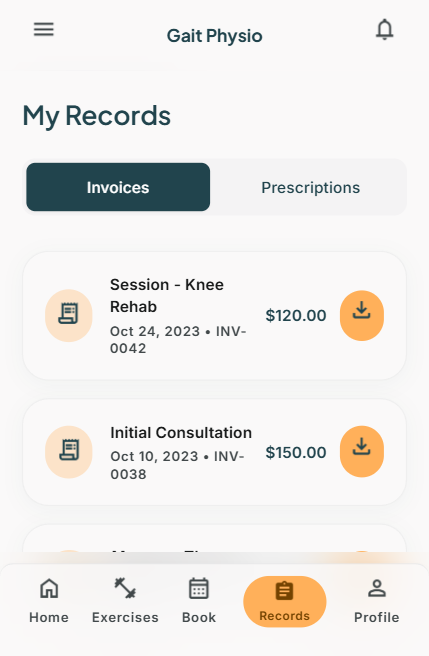 Gait Physio
My Records
Invoices
Prescriptions
Session - Knee
Rehab
Oct 24, 2023 • INV-
0042
$120.00
Initial Consultation
Oct 10, 2023 • INV-
0038
$150.00
Home
Exercises
Book
Records
Profile